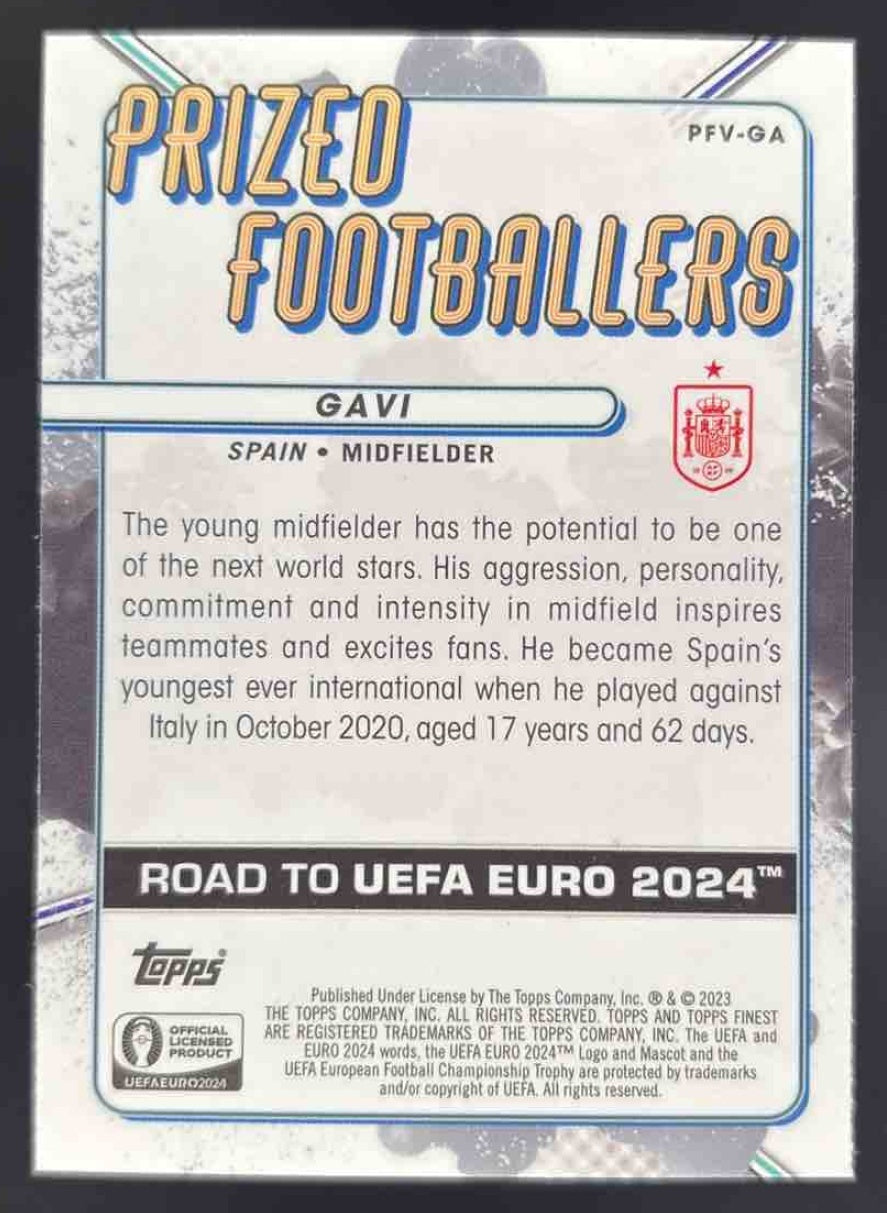 PRIZED
PFV-GA
FOOTBALLERS
GAVI
SPAIN • MIDFIELDER
The young midfielder has the potential to be one
of the next world stars. His aggression, personality,
commitment and intensity in midfield inspires
teammates and excites fans. He became Spain's
youngest ever international when he played against
Italy in October 2020, aged 17 years and 62 days.
ROAD TO UEFA EURO 2024™
Topps®
Published Under License by The Topps Company, Inc. ® & © 2023
THE TOPPS COMPANY, INC. ALL RIGHTS RESERVED. TOPPS AND TOPPS FINEST
ARE REGISTERED TRADEMARKS OF THE TOPPS COMPANY, INC. The UEFA and
EURO 2024 words, the UEFA EURO 2024™ Logo and Mascot and the
UEFA European Football Championship Trophy are protected by trademarks
and/or copyright of UEFA. All rights reserved.
OFFICIAL
LICENSED
PRODUCT
UEFAEURO2024